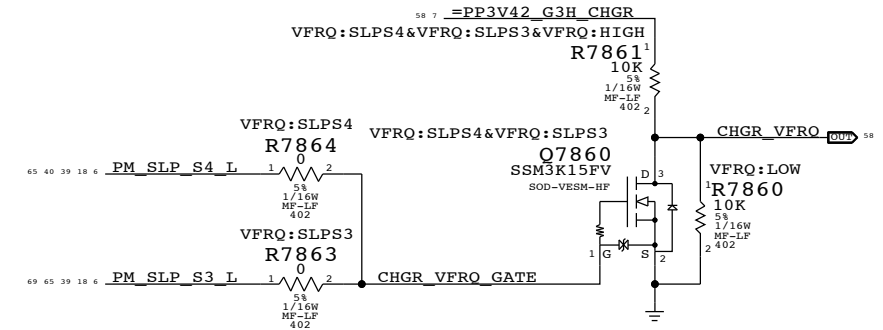 58 7 =PP3V42_G3H_CHGR
VFRQ:SLPS4&VFRQ:SLPS3&VFRQ:HIGH
R7861
1
10K
5%
1/16W
MF-LF
402
2
VFRQ:SLPS4
R7864
0
65 40 39 18 6 PM_SLP_S4_L 1 2
5%
1/16W
MF-LF
402
VFRQ:SLPS4&VFRQ:SLPS3
Q7860
SSM3K15FV
SOD-VESM-HF
D 3
1 G S 2
CHGR_VFRQ OUT 58
VFRQ:LOW
1 R7860
10K
5%
1/16W
MF-LF
2 402
VFRQ:SLPS3
R7863
0
69 65 39 18 6 PM_SLP_S3_L 1 2 CHGR_VFRQ_GATE
5%
1/16W
MF-LF
402